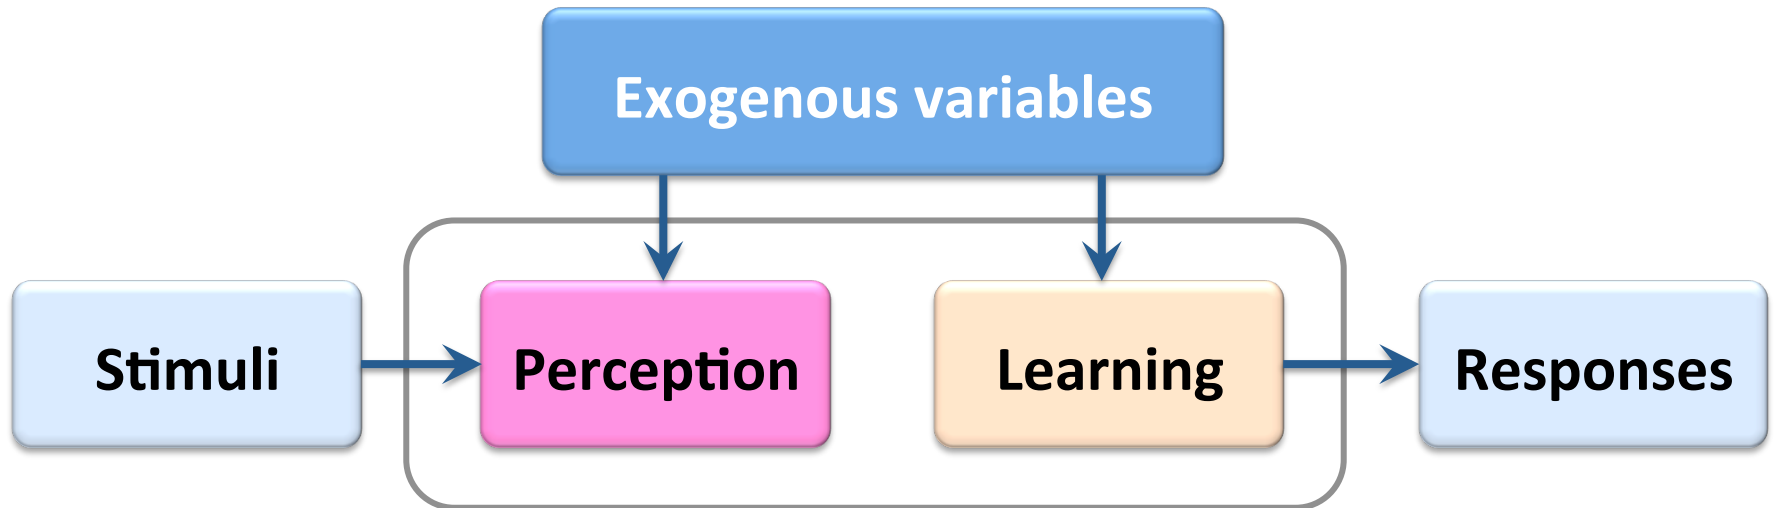 Exogenous variables
Stimuli
Perception
Learning
Responses